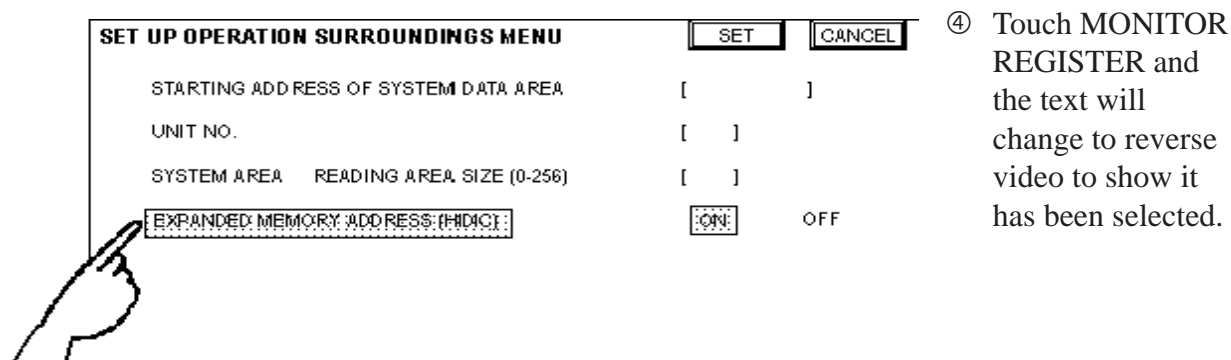 SET UP OPERATION SURROUNDINGS MENU SET CANCEL
STARTING ADDRESS OF SYSTEM DATA AREA [ ]
UNIT NO. [ ]
SYSTEM AREA READING AREA SIZE (0-256) [ ]
EXPANDED MEMORY ADDRESS (HIDIC) ON OFF
④ Touch MONITOR
REGISTER and
the text will
change to reverse
video to show it
has been selected.